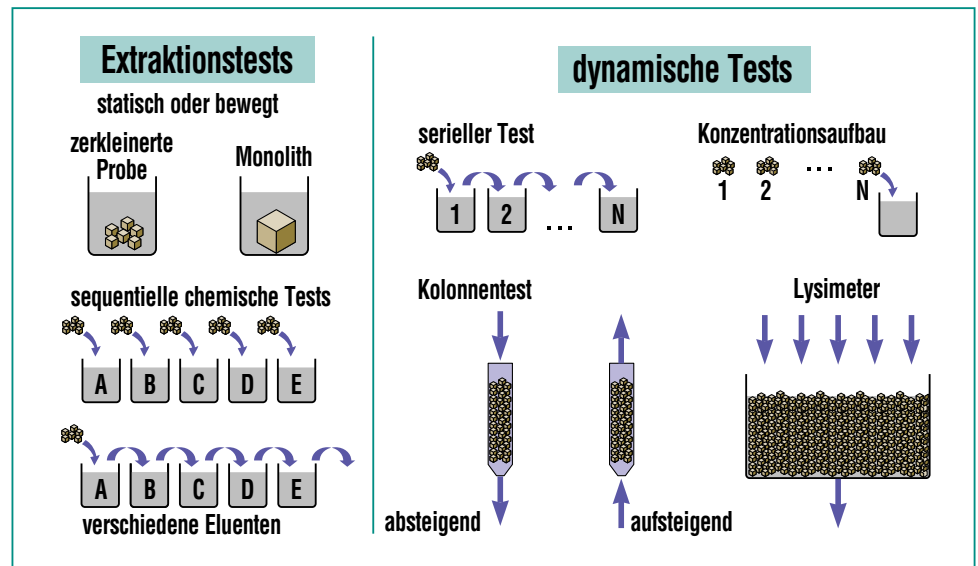 Extraktionstests
statisch oder bewegt
zerkleinerte
Probe
Monolith
sequentielle chemische Tests
A B C D E
A B C D E
verschiedene Eluenten
dynamische Tests
serieller Test
1 2 ... N
Konzentrationsaufbau
1 2 ... N
Kolonnentest
absteigend
aufsteigend
Lysimeter